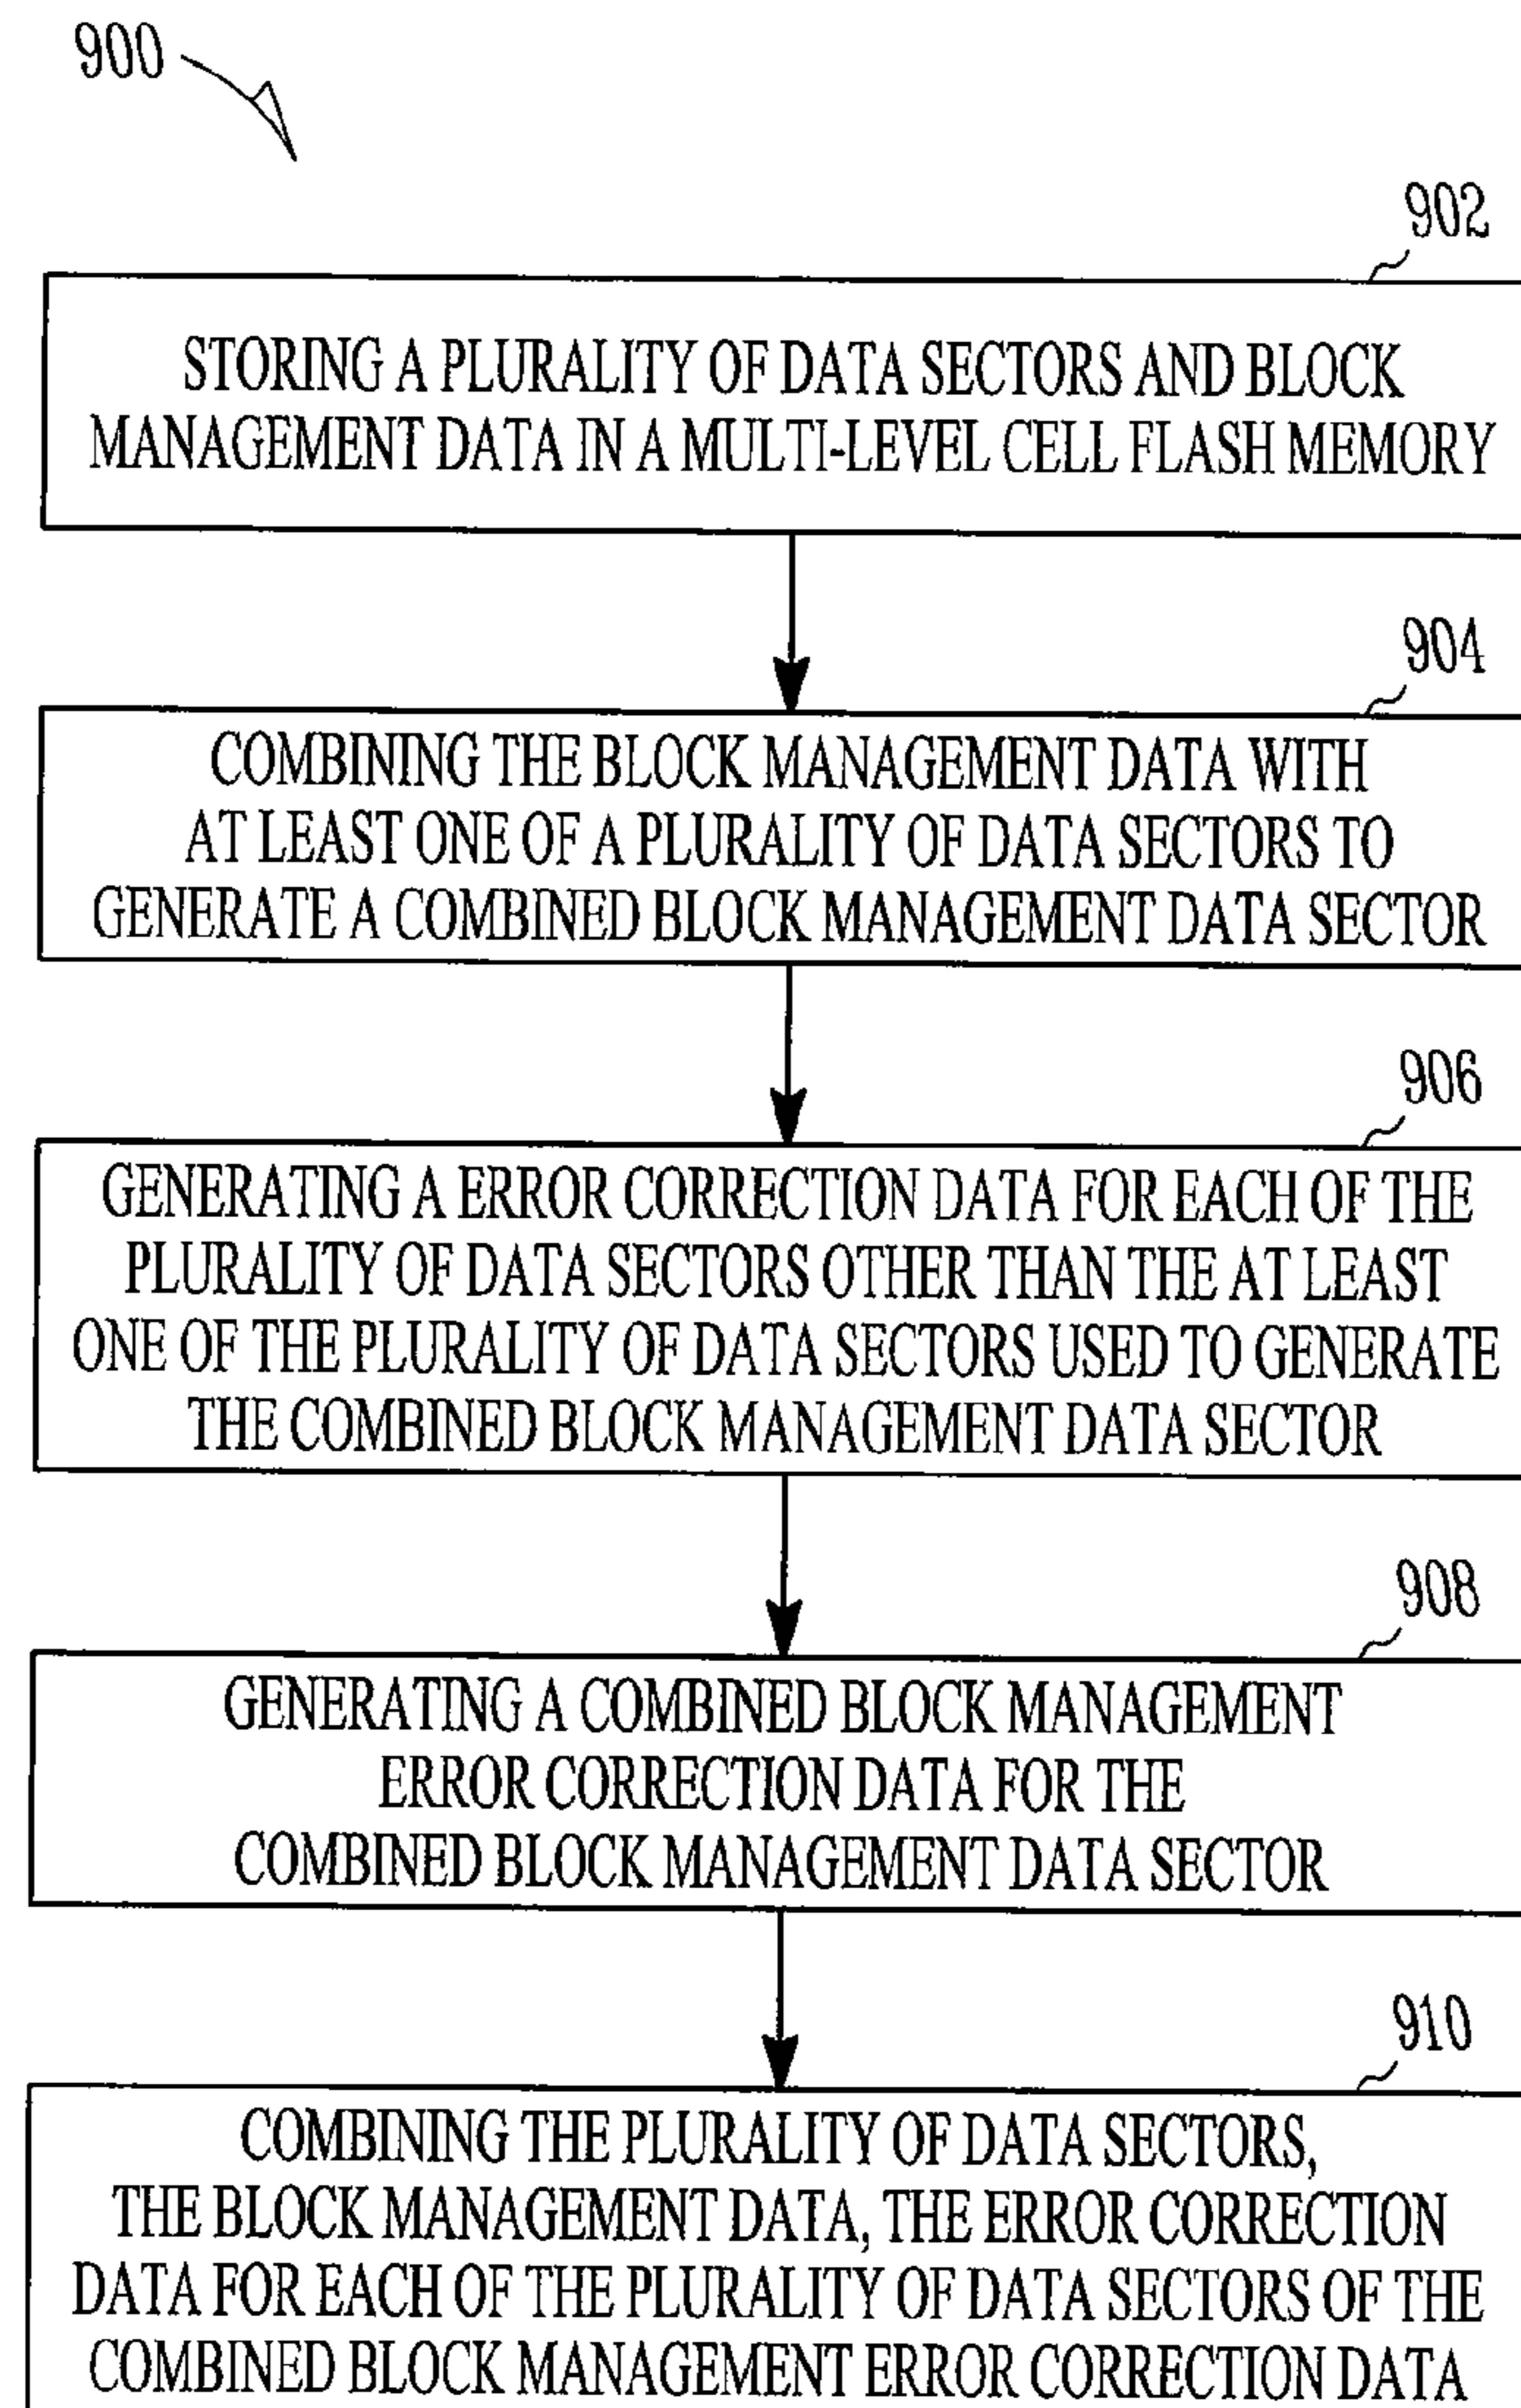 900
902
STORING A PLURALITY OF DATA SECTORS AND BLOCK
MANAGEMENT DATA IN A MULTI-LEVEL CELL FLASH MEMORY
904
COMBINING THE BLOCK MANAGEMENT DATA WITH
AT LEAST ONE OF A PLURALITY OF DATA SECTORS TO
GENERATE A COMBINED BLOCK MANAGEMENT DATA SECTOR
906
GENERATING A ERROR CORRECTION DATA FOR EACH OF THE
PLURALITY OF DATA SECTORS OTHER THAN THE AT LEAST
ONE OF THE PLURALITY OF DATA SECTORS USED TO GENERATE
THE COMBINED BLOCK MANAGEMENT DATA SECTOR
908
GENERATING A COMBINED BLOCK MANAGEMENT
ERROR CORRECTION DATA FOR THE
COMBINED BLOCK MANAGEMENT DATA SECTOR
910
COMBINING THE PLURALITY OF DATA SECTORS,
THE BLOCK MANAGEMENT DATA, THE ERROR CORRECTION
DATA FOR EACH OF THE PLURALITY OF DATA SECTORS OF THE
COMBINED BLOCK MANAGEMENT ERROR CORRECTION DATA